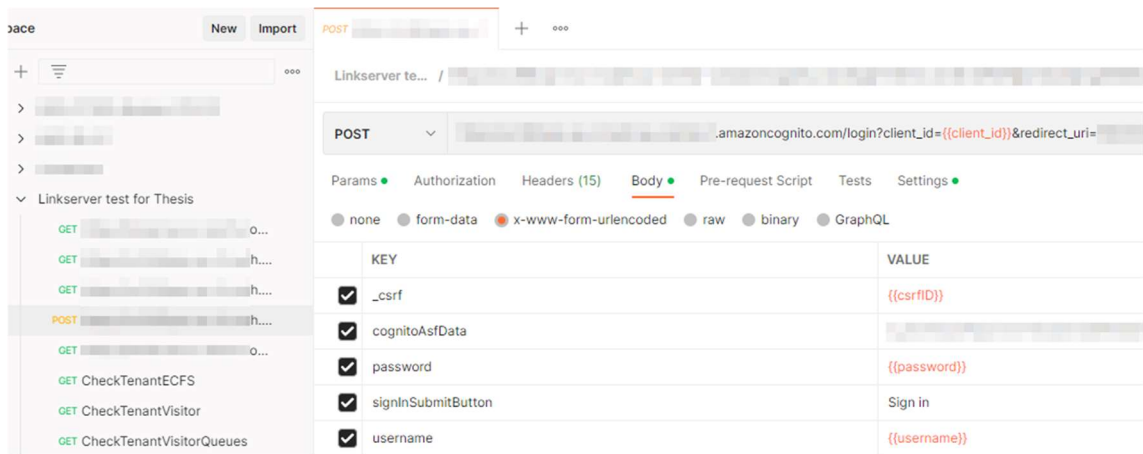 pace New Import POST
Linkserver te... /
POST .amazoncognito.com/login?client_id={{client_id}}&redirect_uri=
Params Authorization Headers (15) Body Pre-request Script Tests Settings
none form-data x-www-form-urlencoded raw binary GraphQL
Linkserver test for Thesis
GET o...
GET h....
GET h....
POST h....
GET o...
GET CheckTenantECFS
GET CheckTenantVisitor
GET CheckTenantVisitorQueues
KEY VALUE
_csrf {{csrfID}}
cognitoAsfData
password {{password}}
signInSubmitButton Sign in
username {{username}}